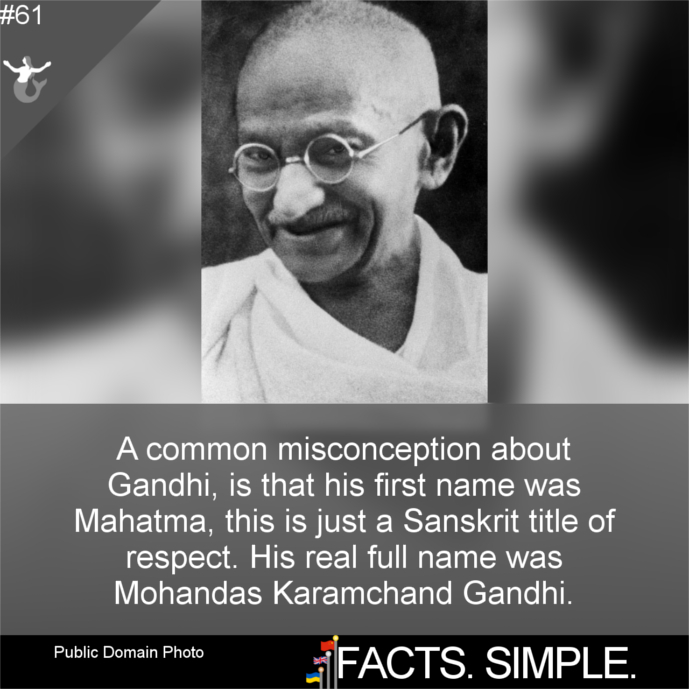 #61
A common misconception about
Gandhi, is that his first name was
Mahatma, this is just a Sanskrit title of
respect. His real full name was
Mohandas Karamchand Gandhi.
Public Domain Photo
FACTS. SIMPLE.